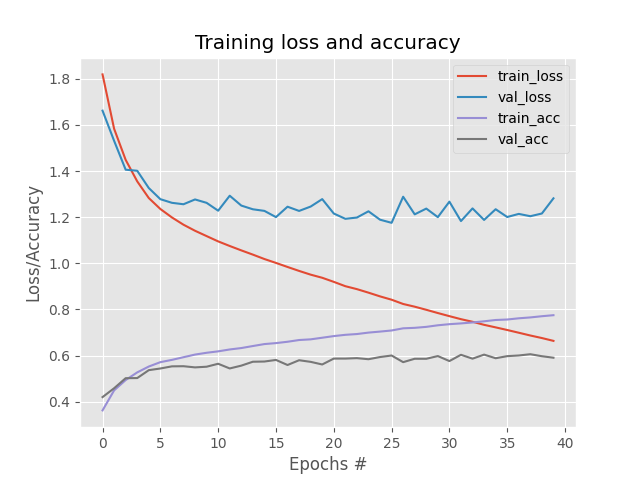 Training loss and accuracy
train_loss
val_loss
train_acc
val_acc
Loss/Accuracy
1.8
1.6
1.4
1.2
1.0
0.8
0.6
0.4
0 5 10 15 20 25 30 35 40
Epochs #